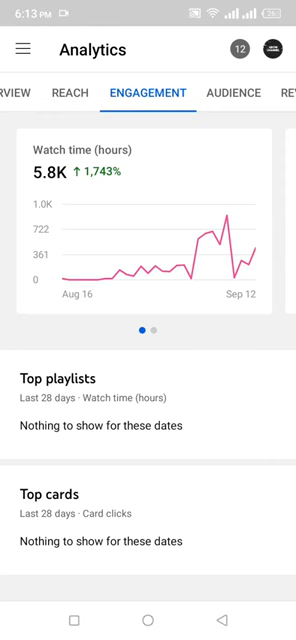 6:13 PM
26
Analytics
12
RVIEW REACH ENGAGEMENT AUDIENCE RE
Watch time (hours)
5.8K ↑ 1,743%
1.0K
722
361
0
Aug 16 Sep 12
Top playlists
Last 28 days · Watch time (hours)
Nothing to show for these dates
Top cards
Last 28 days · Card clicks
Nothing to show for these dates